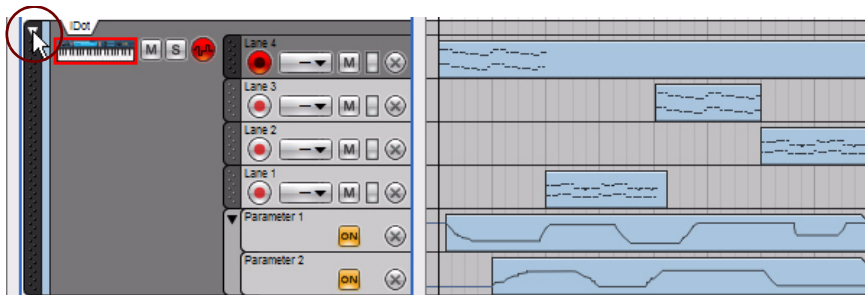 IDot
M S
Lane 4
M
Lane 3
M
Lane 2
M
Lane 1
M
Parameter 1
ON
Parameter 2
ON